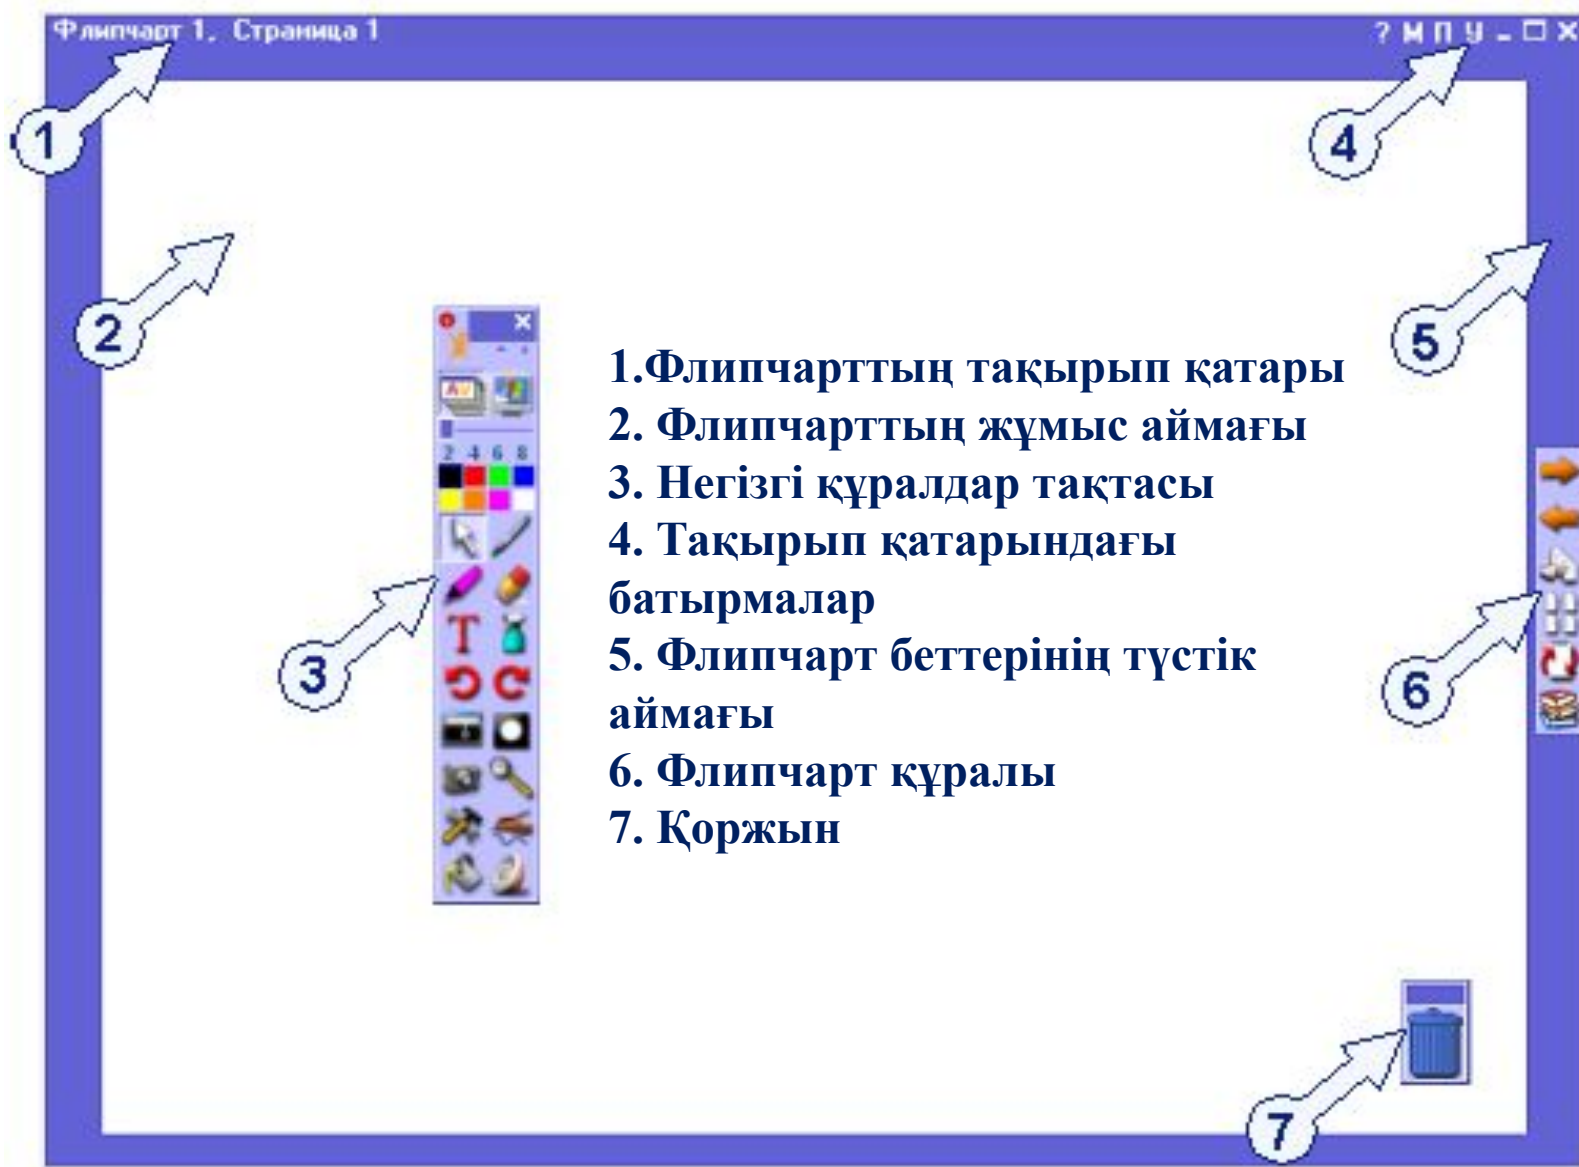 Флипчарт 1, Страница 1
? М П У
1
4
2
5
1.Флипчарттың тақырып қатары
2. Флипчарттың жұмыс аймағы
3. Негізгі құралдар тақтасы
4. Тақырып қатарындағы
батырмалар
5. Флипчарт беттерінің түстік
аймағы
6. Флипчарт құралы
7. Қоржын
2 4 6 8
T
3
6
7